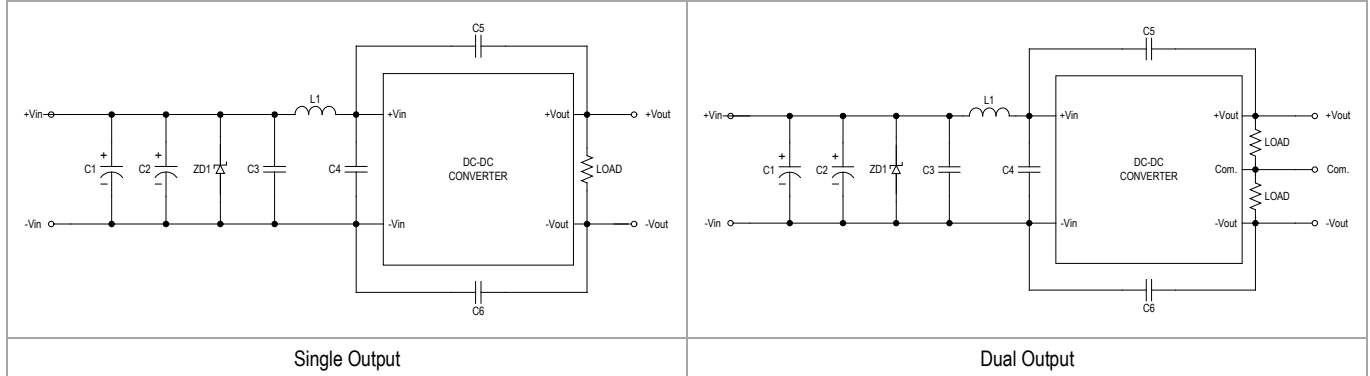 C5
L1
+Vin
+Vin
+Vout
+Vout
+
+
C1
C2
ZD1
C3
C4
DC-DC
CONVERTER
LOAD
-Vin
-Vin
-Vout
-Vout
C6
Single Output
C5
L1
+Vin
+Vin
+Vout
+Vout
LOAD
+
+
C1
C2
ZD1
C3
C4
DC-DC
CONVERTER
Com.
Com.
LOAD
-Vin
-Vin
-Vout
-Vout
C6
Dual Output